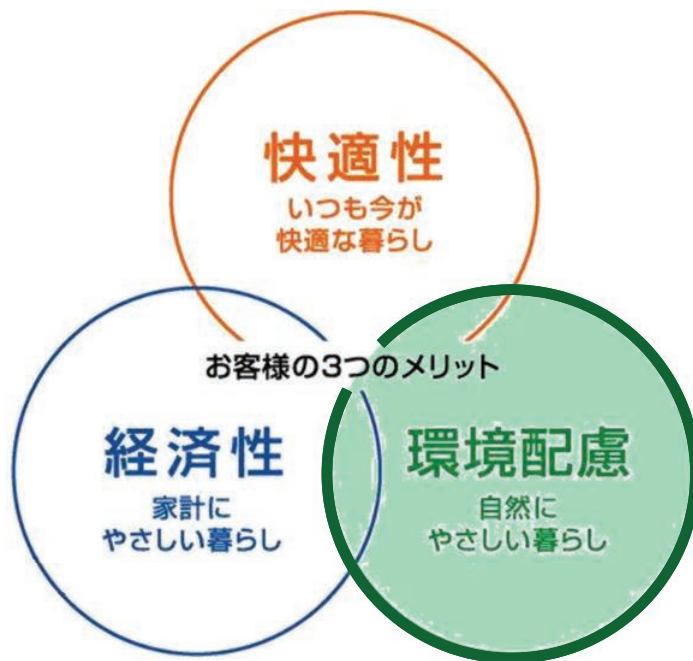 快適性
いつも今が
快適な暮らし
お客様の3つのメリット
経済性
家計に
やさしい暮らし
環境配慮
自然に
やさしい暮らし